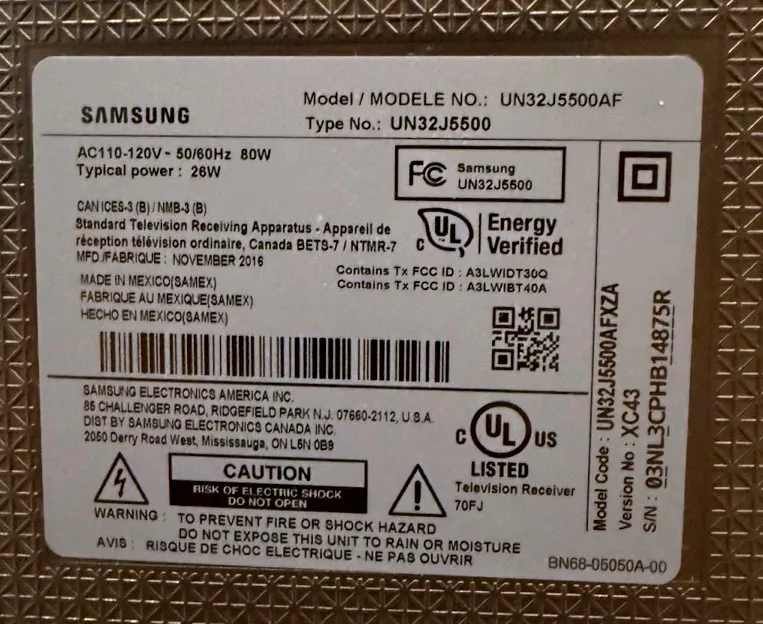 SAMSUNG
Model / MODELE NO.: UN32J5500AF
Type No.: UN32J5500
AC110-120V~ 50/60Hz 80W
Typical power : 26W
FC Samsung
UN32J5500
CAN ICES-3 (B) / NMB-3 (B)
Standard Television Receiving Apparatus - Appareil de
réception télévision ordinaire, Canada BETS-7 / NTMR-7
MFD./FABRIQUE : NOVEMBER 2016
C UL Energy
Verified
Contains Tx FCC ID : A3LWIDT30Q
Contains Tx FCC ID : A3LWIBT40A
MADE IN MEXICO(SAMEX)
FABRIQUE AU MEXIQUE(SAMEX)
HECHO EN MEXICO(SAMEX)
SAMSUNG ELECTRONICS AMERICA INC.
85 CHALLENGER ROAD, RIDGEFIELD PARK N.J. 07660-2112, U.S.A.
DIST BY SAMSUNG ELECTRONICS CANADA INC.
2050 Derry Road West, Mississauga, ON L5N 0B9
C UL US
LISTED
Television Receiver
70FJ
CAUTION
RISK OF ELECTRIC SHOCK
DO NOT OPEN
WARNING : TO PREVENT FIRE OR SHOCK HAZARD
DO NOT EXPOSE THIS UNIT TO RAIN OR MOISTURE
AVIS : RISQUE DE CHOC ELECTRIQUE - NE PAS OUVRIR
BN68-05050A-00
Model Code : UN32J5500AFXZA
Version No : XC43
S/N : 03NL3CPHB14875R